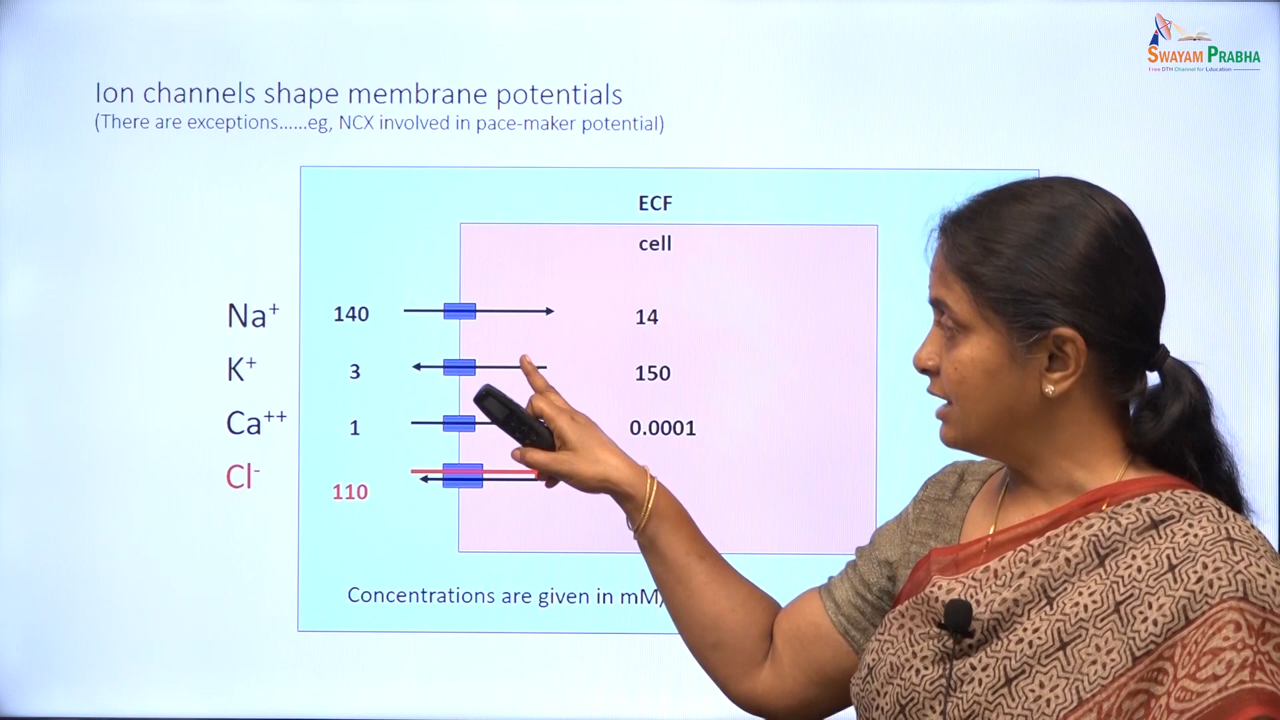 SWAYAM PRABHA
Free DTH Channel for Education
Ion channels shape membrane potentials
(There are exceptions......eg, NCX involved in pace-maker potential)
ECF
cell
Na+ 140 14
K+ 3 150
Ca++ 1 0.0001
Cl- 110
Concentrations are given in mM/